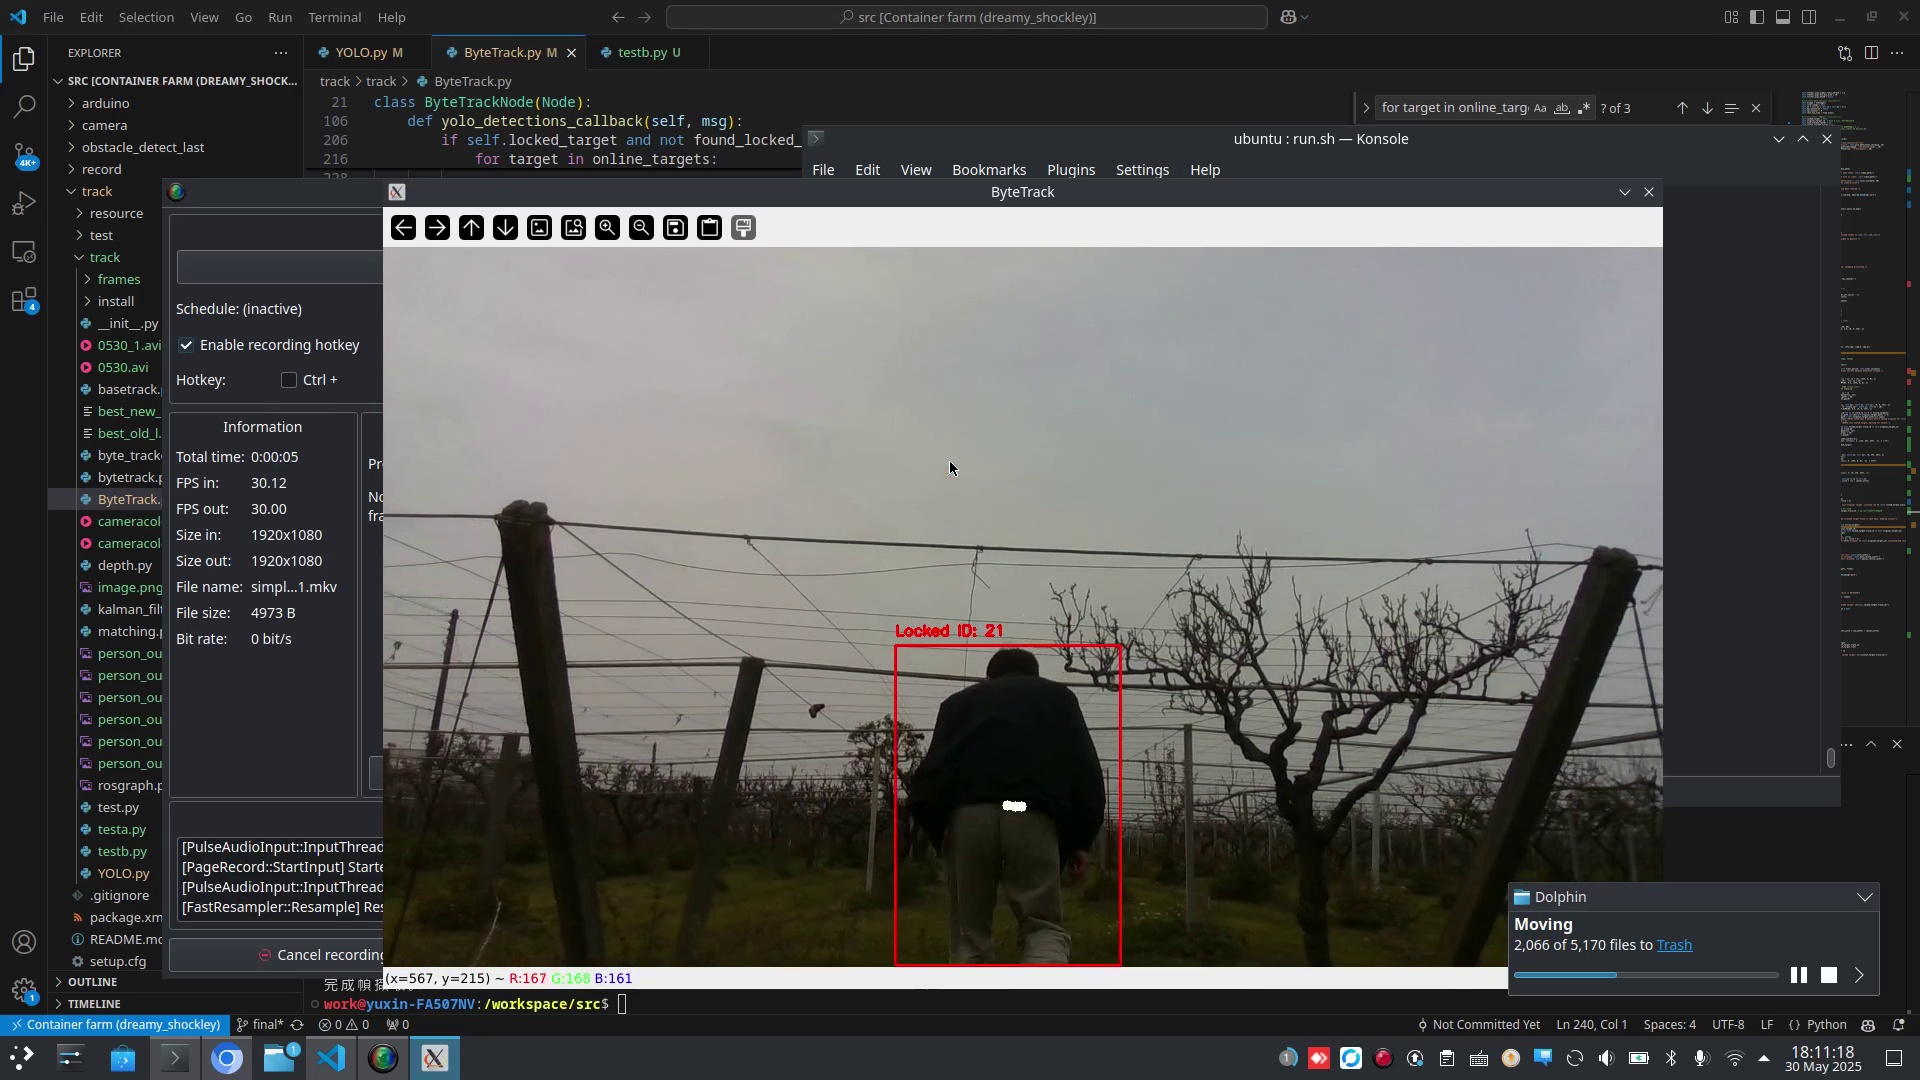 File Edit Selection View Go Run Terminal Help
src [Container farm (dreamy_shockley)]
EXPLORER
SRC [CONTAINER FARM (DREAMY_SHOCK...
arduino
camera
obstacle_detect_last
record
track
resource
test
track
frames
install
__init__.py
0530_1.avi
0530.avi
basetrack.
best_new_
best_old_l.
byte_track
bytetrack.p
ByteTrack.
cameracol
cameracol
depth.py
image.png
kalman_filt
matching.p
person_ou
person_ou
person_ou
person_ou
person_ou
person_ou
rosgraph.p
test.py
testa.py
testb.py
YOLO.py
.gitignore
package.xm
README.md
setup.cfg
OUTLINE
TIMELINE
4K+
4
1
YOLO.py M
ByteTrack.py M
testb.py U
track > track > ByteTrack.py
21 class ByteTrackNode(Node):
106 def yolo_detections_callback(self, msg):
206 if self.locked_target and not found_locked_
216 for target in online_targets:
228
for target in online_targ
Aa ab
? of 3
ubuntu : run.sh — Konsole
File Edit View Bookmarks Plugins Settings Help
ByteTrack
Schedule: (inactive)
Enable recording hotkey
Hotkey: Ctrl +
Information
Total time: 0:00:05
FPS in: 30.12
FPS out: 30.00
Size in: 1920x1080
Size out: 1920x1080
File name: simpl...1.mkv
File size: 4973 B
Bit rate: 0 bit/s
Pr
No
fra
[PulseAudioInput::InputThread
[PageRecord::StartInput] Starte
[PulseAudioInput::InputThread
[FastResampler::Resample] Res
Cancel recording
Locked ID: 21
(x=567, y=215) ~ R:167 G:168 B:161
work@yuxin-FA507NV:/workspace/src$
Dolphin
Moving
2,066 of 5,170 files to Trash
Container farm (dreamy_shockley) final* 0 0 0
Not Committed Yet Ln 240, Col 1 Spaces: 4 UTF-8 LF {} Python
1
1
18:11:18
30 May 2025